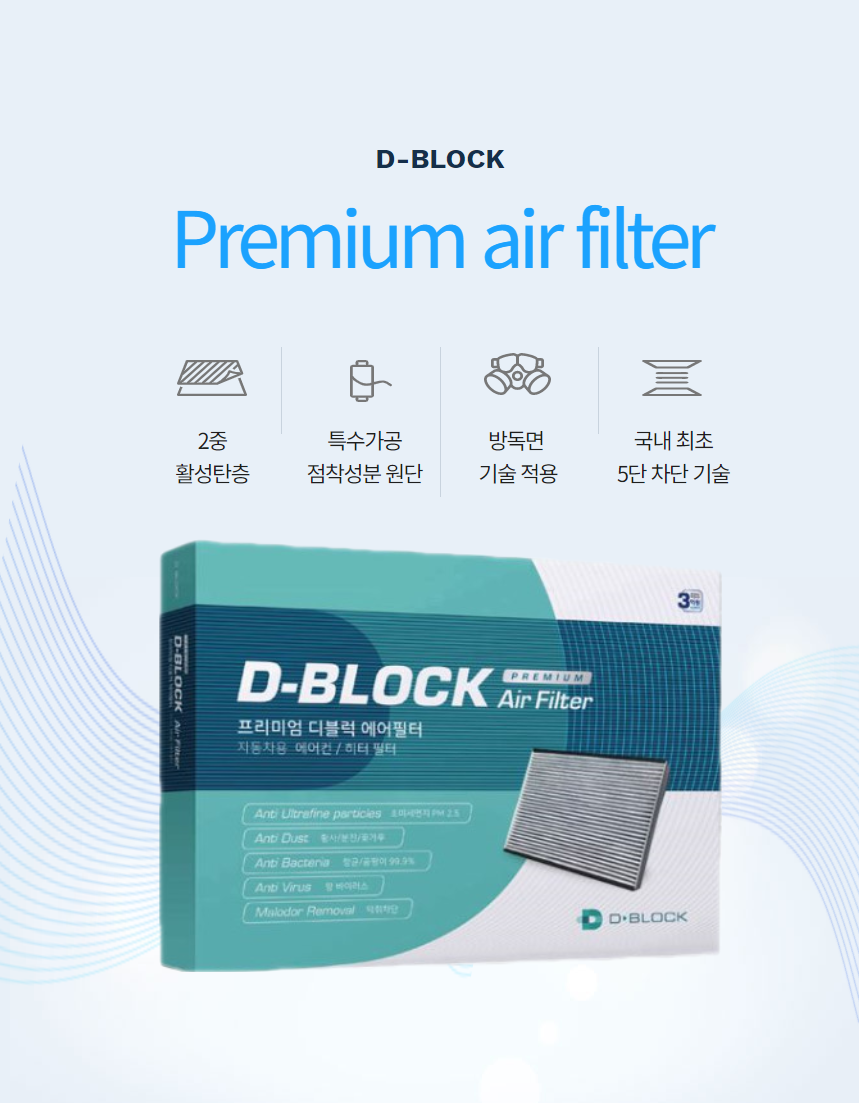 D-BLOCK
Premium air filter
2중
활성탄층
특수가공
점착성분 원단
방독면
기술 적용
국내 최초
5단 차단 기술
3
D-BLOCK PREMIUM
Air Filter
프리미엄 디블럭 에어필터
자동차용 에어컨 / 히터 필터
Anti Ultrafine particles 초미세먼지 PM 2.5
Anti Dust 황사/분진/꽃가루
Anti Bacteria 항균/곰팡이 99.9%
Anti Virus 항 바이러스
Malodor Removal 악취차단
D-BLOCK Air Filter
D▸BLOCK